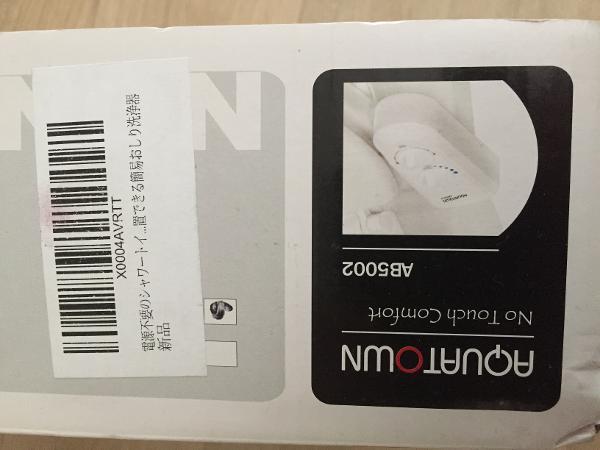 AQUATOWN
No Touch Comfort
AB5002
X0004AVRTT
電源不要のシャワートイ...置できる簡易おしり洗浄器
新品